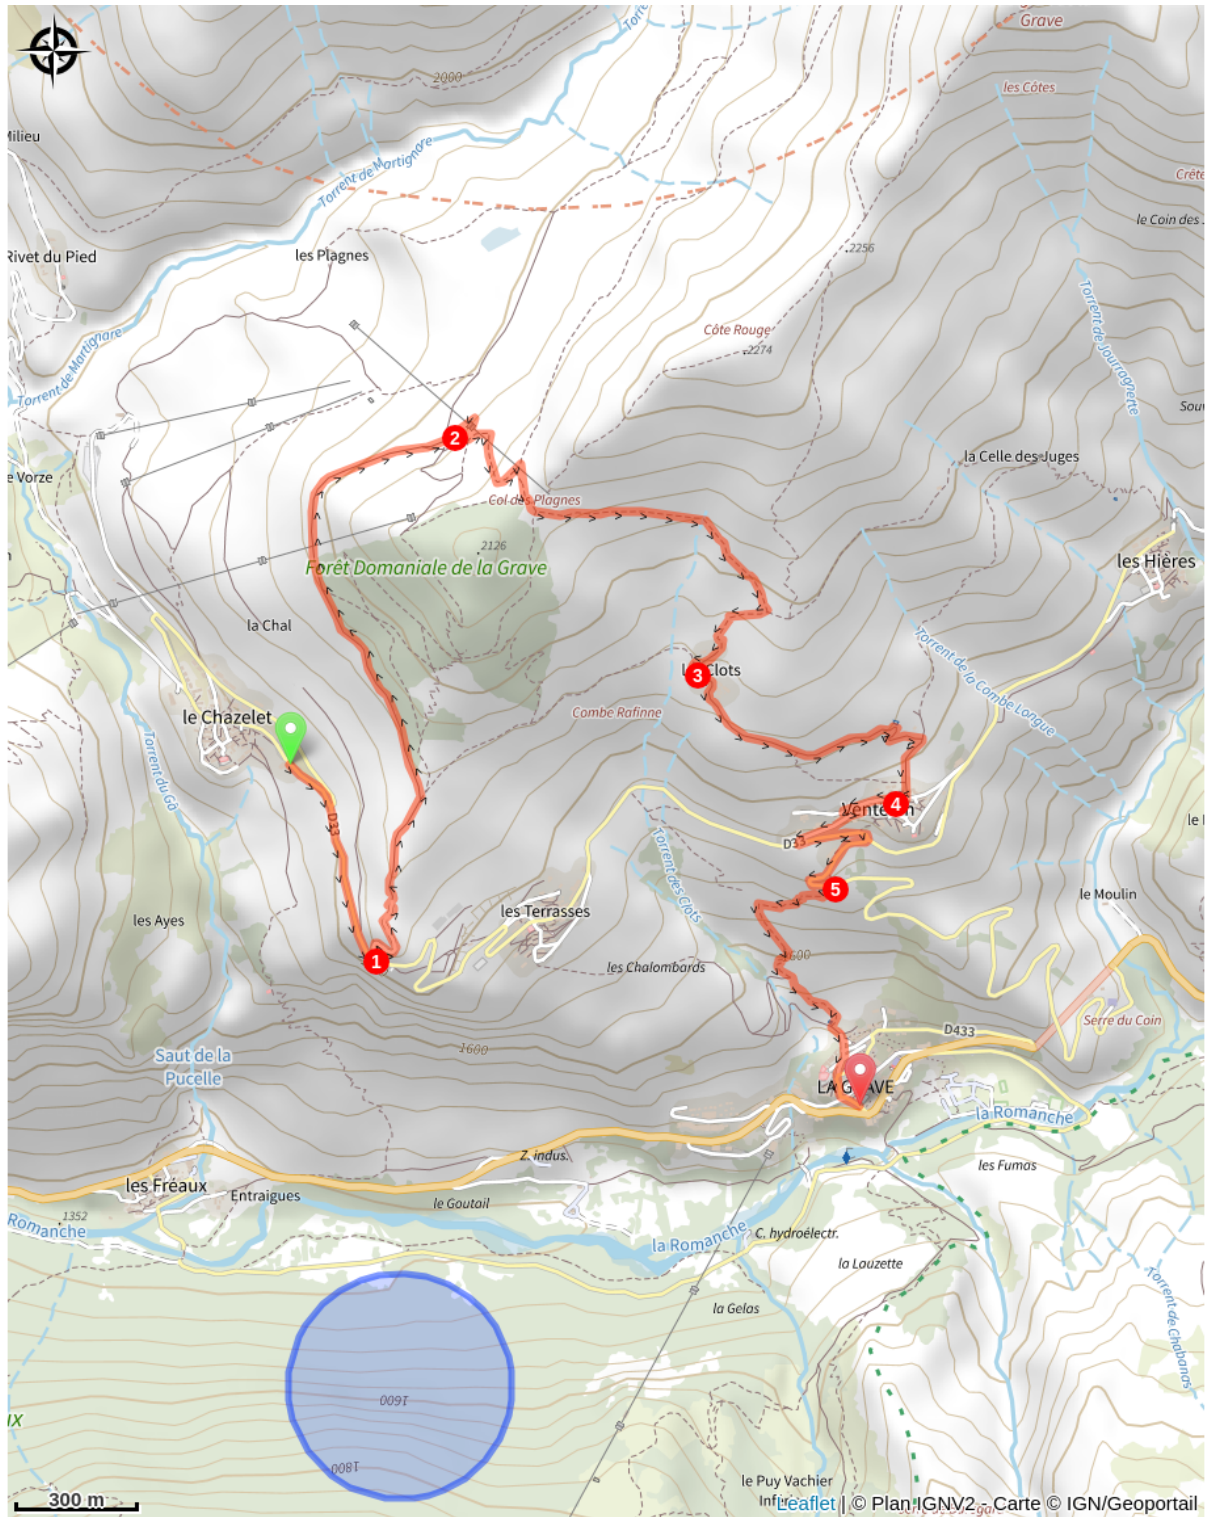 Grave
2000
les Côtes
Milieu
Torrent de Martignare
Crête
le Coin des
Rivet du Pied
les Plagnes
2256
Torrent de Martignare
Côte Rouge
2274
Torrent de Jourragnerte
2
la Celle des Juges
Vorze
Col des Plagnes
2126
Forêt Domaniale de la Grave
les Hières
la Chal
Torrent de la Combe Longue
3
Clots
Combe Rafinne
le Chazelet
Torrent du Gâ
D33
4
D33
Torrent des Clots
5
le Moulin
les Ayes
les Terrasses
1
les Chalombards
Serre du Coin
D433
1600
Saut de la
Pucelle
LA GRAVE
la Romanche
Z. indus.
les Fumas
les Fréaux
Entraigues
le Goutail
1352
Romanche
la Romanche
C. hydroélectr.
la Lauzette
la Gelas
Torrent de Chabanas
1600
1800
le Puy Vachier
300 m
Leaflet | © Plan IGNV2 - Carte © IGN/Geoportail